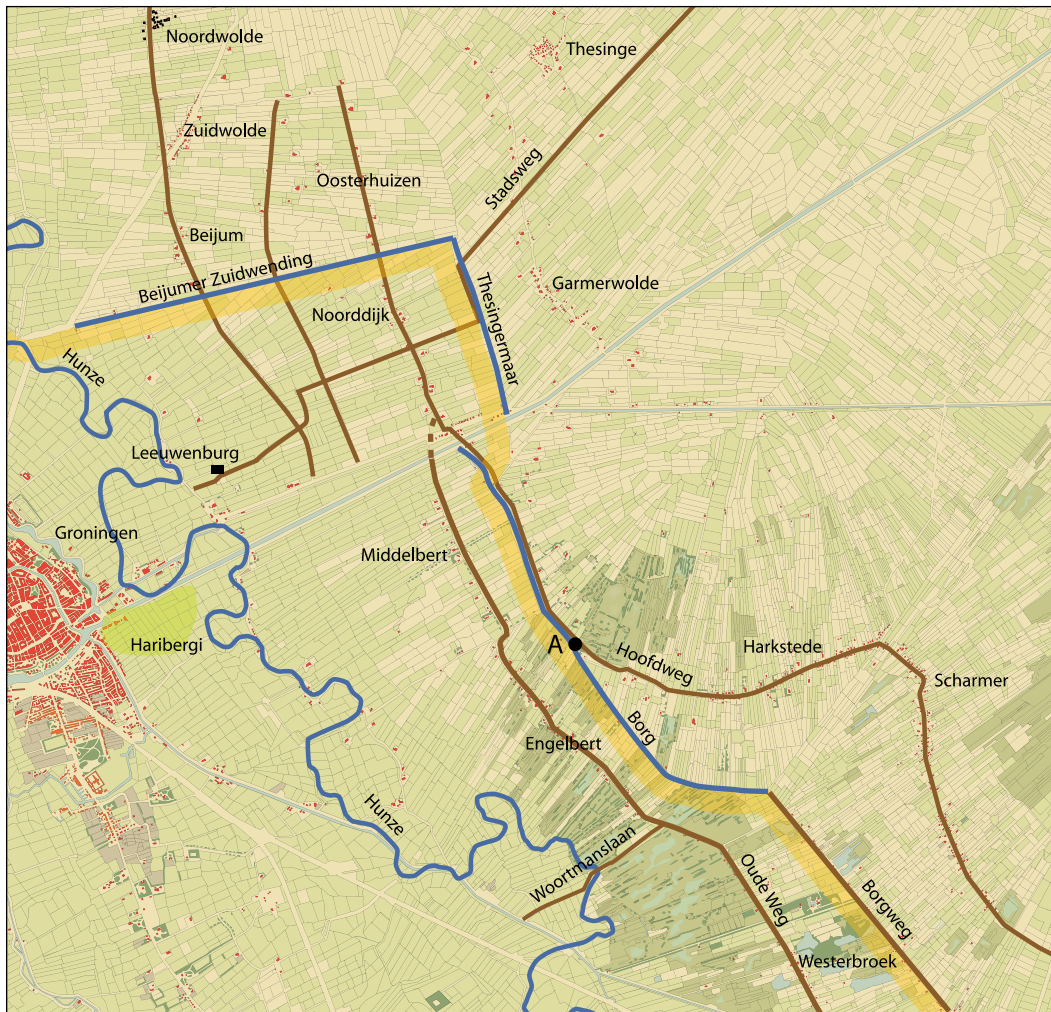 Noordwolde
Thesinge
Zuidwolde
Oosterhuizen
Stadsweg
Beijum
Beijumer Zuidwending
Garmerwolde
Noorddijk
Thesingermaar
Hunze
Leeuwenburg
Groningen
Middelbert
Haribergi
A
Hoofdweg
Harkstede
Scharmer
Borg
Engelbert
Hunze
Woortmanslaan
Oude Weg
Borgweg
Westerbroek